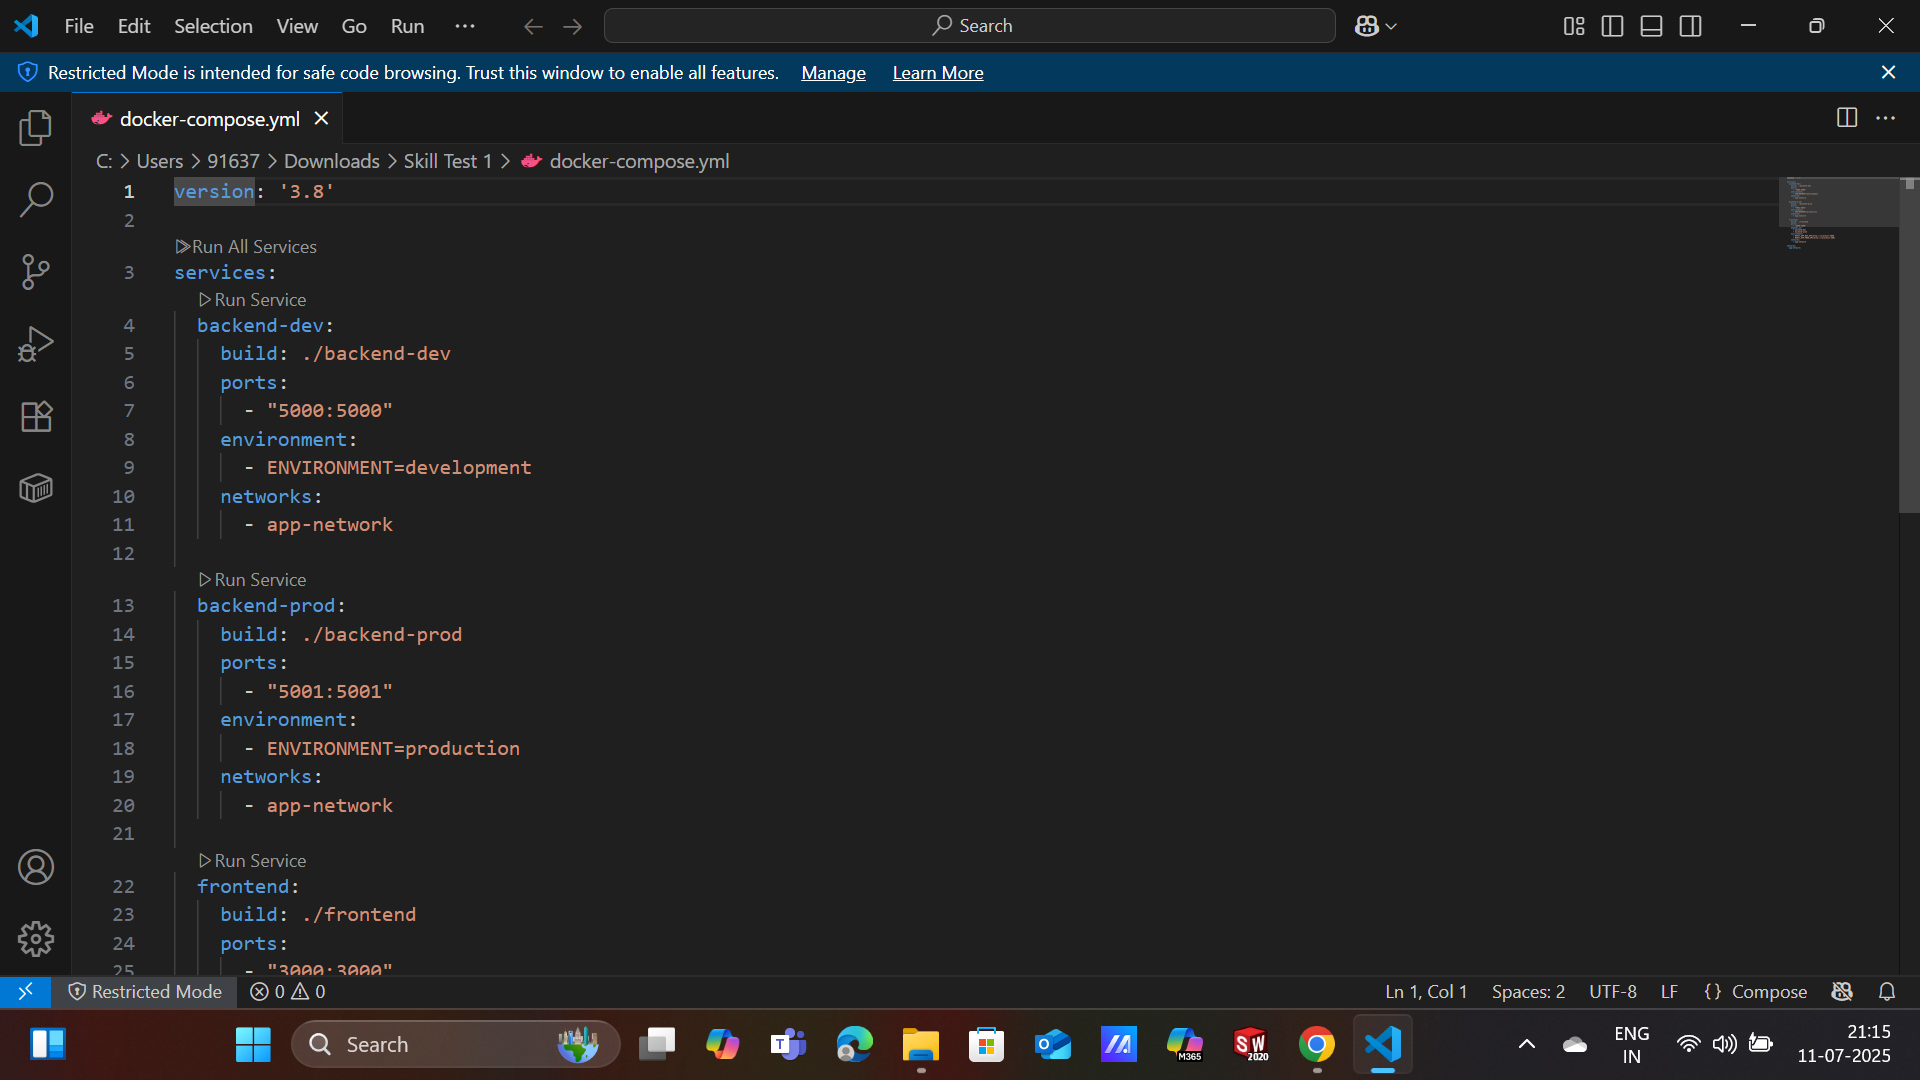 File Edit Selection View Go Run ··· Search
Restricted Mode is intended for safe code browsing. Trust this window to enable all features. Manage Learn More
docker-compose.yml
C: > Users > 91637 > Downloads > Skill Test 1 > docker-compose.yml
1 version: '3.8'
2
Run All Services
3 services:
Run Service
4 backend-dev:
5 build: ./backend-dev
6 ports:
7 - "5000:5000"
8 environment:
9 - ENVIRONMENT=development
10 networks:
11 - app-network
12
Run Service
13 backend-prod:
14 build: ./backend-prod
15 ports:
16 - "5001:5001"
17 environment:
18 - ENVIRONMENT=production
19 networks:
20 - app-network
21
Run Service
22 frontend:
23 build: ./frontend
24 ports:
25 - "3000:3000"
Restricted Mode 0 0 Ln 1, Col 1 Spaces: 2 UTF-8 LF {} Compose
Search T M365 SW 2020 ENG 21:15
IN 11-07-2025